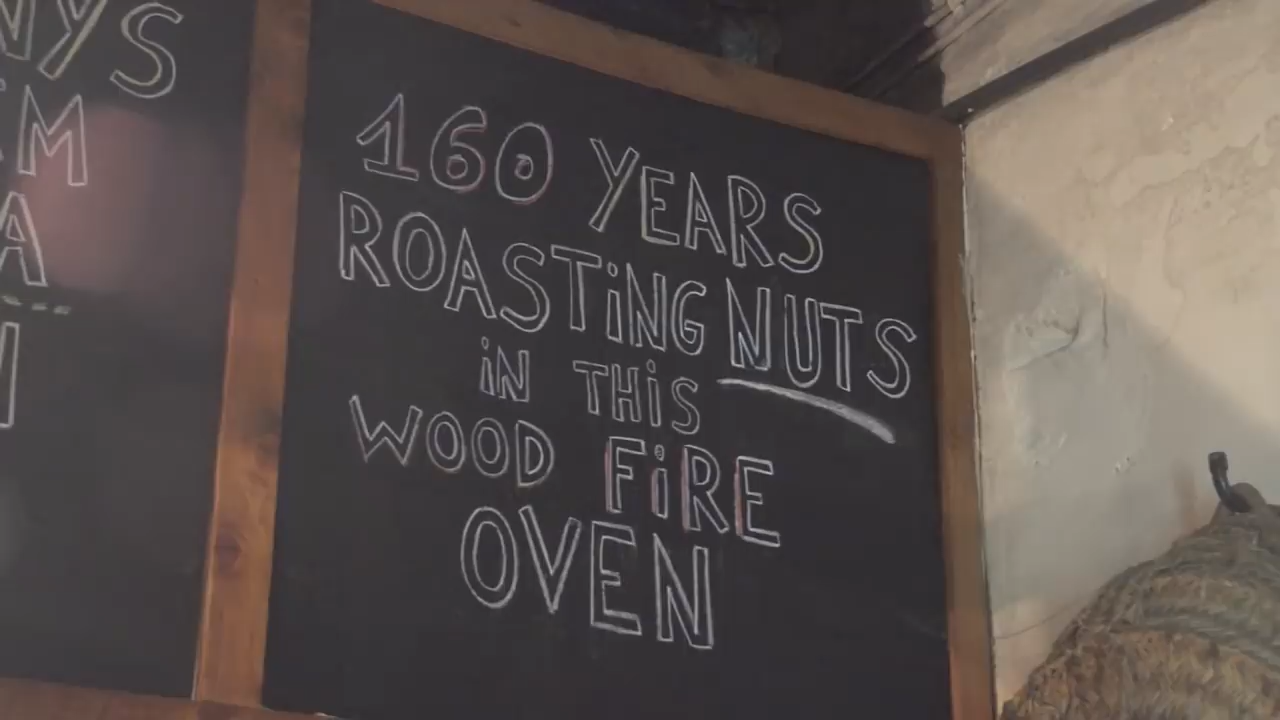 160 YEARS
ROASTiNG NUTS
iN THiS
WOOD FiRE
OVEN